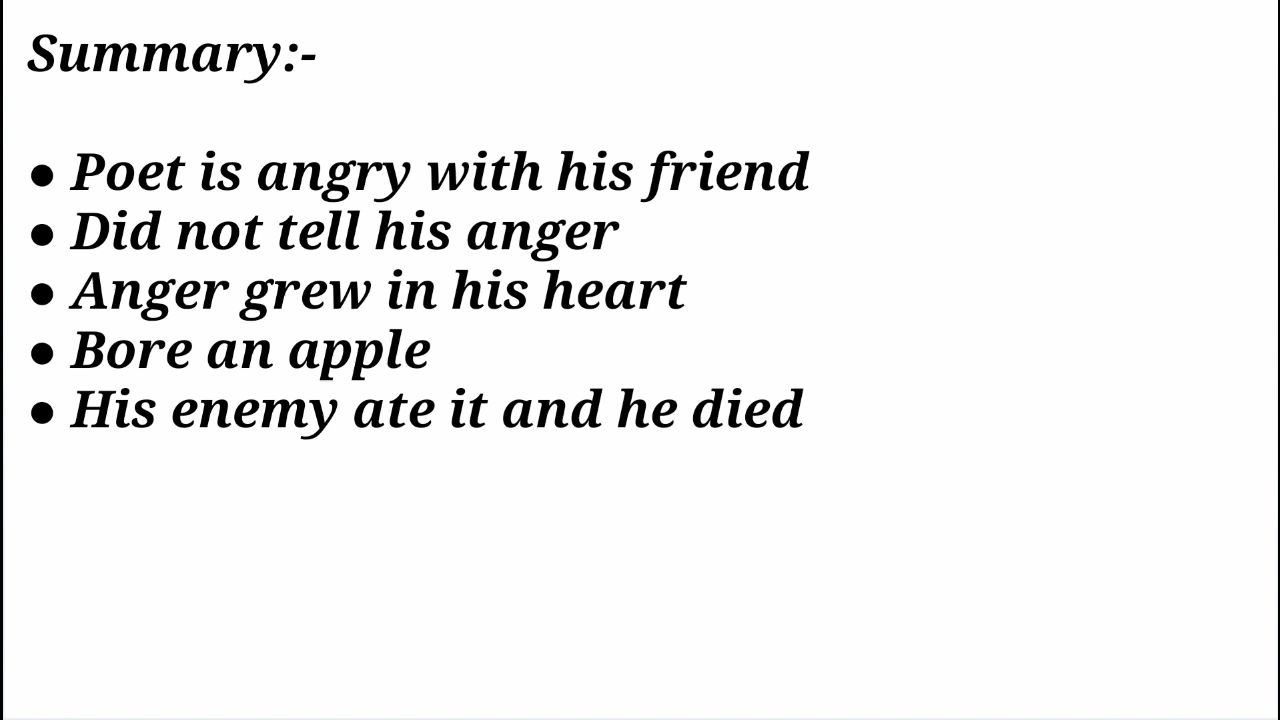 Summary:-
● Poet is angry with his friend
● Did not tell his anger
● Anger grew in his heart
● Bore an apple
● His enemy ate it and he died